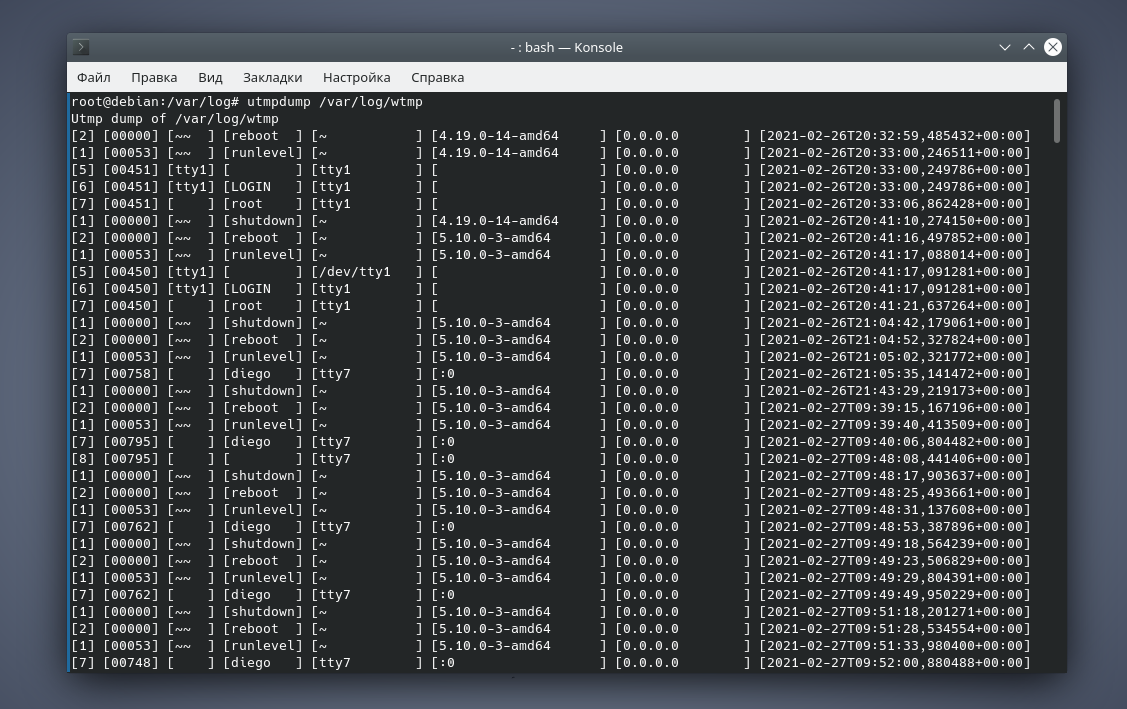 - : bash — Konsole
Файл Правка Вид Закладки Настройка Справка
root@debian:/var/log# utmpdump /var/log/wtmp
Utmp dump of /var/log/wtmp
[2] [00000] [~~  ] [reboot  ] [~           ] [4.19.0-14-amd64     ] [0.0.0.0        ] [2021-02-26T20:32:59,485432+00:00]
[1] [00053] [~~  ] [runlevel] [~           ] [4.19.0-14-amd64     ] [0.0.0.0        ] [2021-02-26T20:33:00,246511+00:00]
[5] [00451] [tty1] [        ] [tty1        ] [                    ] [0.0.0.0        ] [2021-02-26T20:33:00,249786+00:00]
[6] [00451] [tty1] [LOGIN   ] [tty1        ] [                    ] [0.0.0.0        ] [2021-02-26T20:33:00,249786+00:00]
[7] [00451] [    ] [root    ] [tty1        ] [                    ] [0.0.0.0        ] [2021-02-26T20:33:06,862428+00:00]
[1] [00000] [~~  ] [shutdown] [~           ] [4.19.0-14-amd64     ] [0.0.0.0        ] [2021-02-26T20:41:10,274150+00:00]
[2] [00000] [~~  ] [reboot  ] [~           ] [5.10.0-3-amd64      ] [0.0.0.0        ] [2021-02-26T20:41:16,497852+00:00]
[1] [00053] [~~  ] [runlevel] [~           ] [5.10.0-3-amd64      ] [0.0.0.0        ] [2021-02-26T20:41:17,088014+00:00]
[5] [00450] [tty1] [        ] [/dev/tty1   ] [                    ] [0.0.0.0        ] [2021-02-26T20:41:17,091281+00:00]
[6] [00450] [tty1] [LOGIN   ] [tty1        ] [                    ] [0.0.0.0        ] [2021-02-26T20:41:17,091281+00:00]
[7] [00450] [    ] [root    ] [tty1        ] [                    ] [0.0.0.0        ] [2021-02-26T20:41:21,637264+00:00]
[1] [00000] [~~  ] [shutdown] [~           ] [5.10.0-3-amd64      ] [0.0.0.0        ] [2021-02-26T21:04:42,179061+00:00]
[2] [00000] [~~  ] [reboot  ] [~           ] [5.10.0-3-amd64      ] [0.0.0.0        ] [2021-02-26T21:04:52,327824+00:00]
[1] [00053] [~~  ] [runlevel] [~           ] [5.10.0-3-amd64      ] [0.0.0.0        ] [2021-02-26T21:05:02,321772+00:00]
[7] [00758] [    ] [diego   ] [tty7        ] [:0                  ] [0.0.0.0        ] [2021-02-26T21:05:35,141472+00:00]
[1] [00000] [~~  ] [shutdown] [~           ] [5.10.0-3-amd64      ] [0.0.0.0        ] [2021-02-26T21:43:29,219173+00:00]
[2] [00000] [~~  ] [reboot  ] [~           ] [5.10.0-3-amd64      ] [0.0.0.0        ] [2021-02-27T09:39:15,167196+00:00]
[1] [00053] [~~  ] [runlevel] [~           ] [5.10.0-3-amd64      ] [0.0.0.0        ] [2021-02-27T09:39:40,413509+00:00]
[7] [00795] [    ] [diego   ] [tty7        ] [:0                  ] [0.0.0.0        ] [2021-02-27T09:40:06,804482+00:00]
[8] [00795] [    ] [        ] [tty7        ] [:0                  ] [0.0.0.0        ] [2021-02-27T09:48:08,441406+00:00]
[1] [00000] [~~  ] [shutdown] [~           ] [5.10.0-3-amd64      ] [0.0.0.0        ] [2021-02-27T09:48:17,903637+00:00]
[2] [00000] [~~  ] [reboot  ] [~           ] [5.10.0-3-amd64      ] [0.0.0.0        ] [2021-02-27T09:48:25,493661+00:00]
[1] [00053] [~~  ] [runlevel] [~           ] [5.10.0-3-amd64      ] [0.0.0.0        ] [2021-02-27T09:48:31,137608+00:00]
[7] [00762] [    ] [diego   ] [tty7        ] [:0                  ] [0.0.0.0        ] [2021-02-27T09:48:53,387896+00:00]
[1] [00000] [~~  ] [shutdown] [~           ] [5.10.0-3-amd64      ] [0.0.0.0        ] [2021-02-27T09:49:18,564239+00:00]
[2] [00000] [~~  ] [reboot  ] [~           ] [5.10.0-3-amd64      ] [0.0.0.0        ] [2021-02-27T09:49:23,506829+00:00]
[1] [00053] [~~  ] [runlevel] [~           ] [5.10.0-3-amd64      ] [0.0.0.0        ] [2021-02-27T09:49:29,804391+00:00]
[7] [00762] [    ] [diego   ] [tty7        ] [:0                  ] [0.0.0.0        ] [2021-02-27T09:49:49,950229+00:00]
[1] [00000] [~~  ] [shutdown] [~           ] [5.10.0-3-amd64      ] [0.0.0.0        ] [2021-02-27T09:51:18,201271+00:00]
[2] [00000] [~~  ] [reboot  ] [~           ] [5.10.0-3-amd64      ] [0.0.0.0        ] [2021-02-27T09:51:28,534554+00:00]
[1] [00053] [~~  ] [runlevel] [~           ] [5.10.0-3-amd64      ] [0.0.0.0        ] [2021-02-27T09:51:33,980400+00:00]
[7] [00748] [    ] [diego   ] [tty7        ] [:0                  ] [0.0.0.0        ] [2021-02-27T09:52:00,880488+00:00]